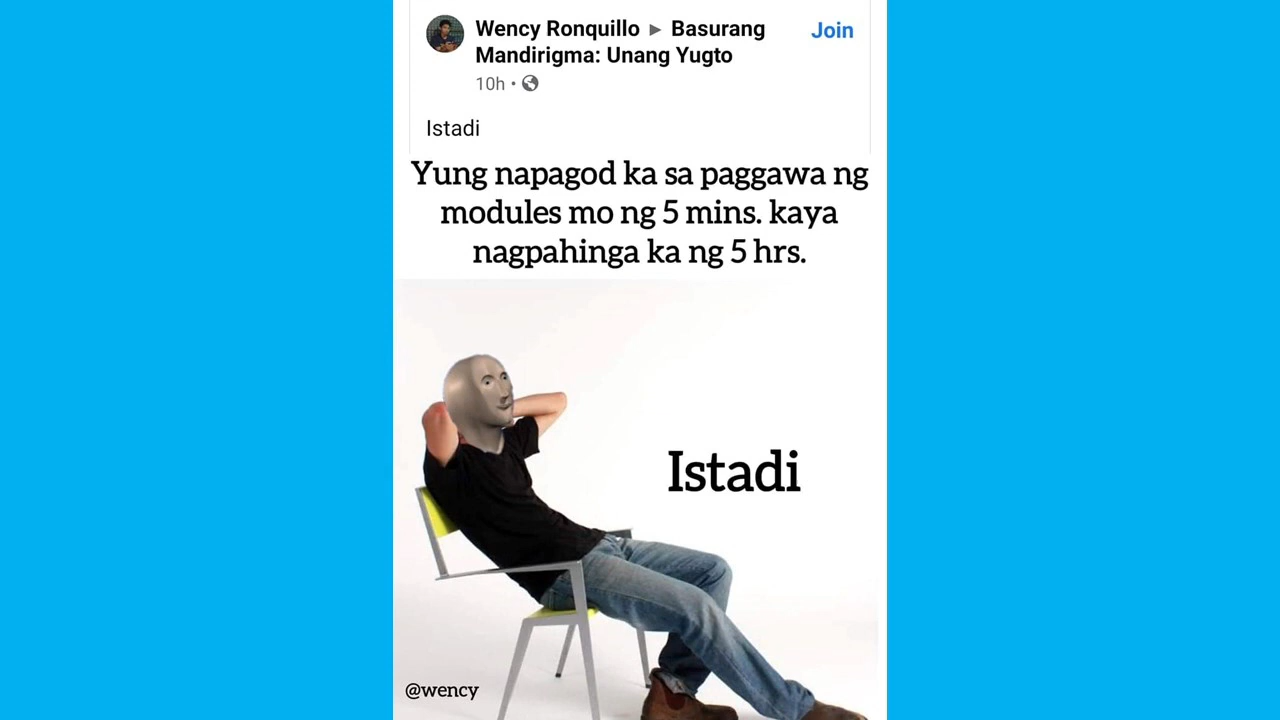 Wency Ronquillo ▸ Basurang
Mandirigma: Unang Yugto
Join
10h •
Istadi
Yung napagod ka sa paggawa ng
modules mo ng 5 mins. kaya
nagpahinga ka ng 5 hrs.
Istadi
@wency